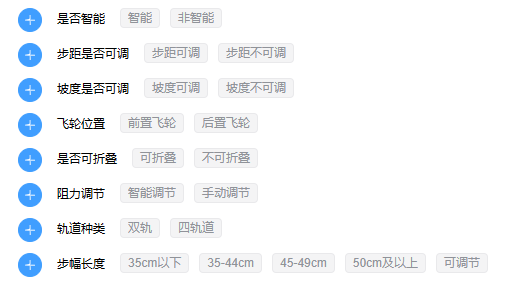 是否智能 智能 非智能
步距是否可调 步距可调 步距不可调
坡度是否可调 坡度可调 坡度不可调
飞轮位置 前置飞轮 后置飞轮
是否可折叠 可折叠 不可折叠
阻力调节 智能调节 手动调节
轨道种类 双轨 四轨道
步幅长度 35cm以下 35-44cm 45-49cm 50cm及以上 可调节